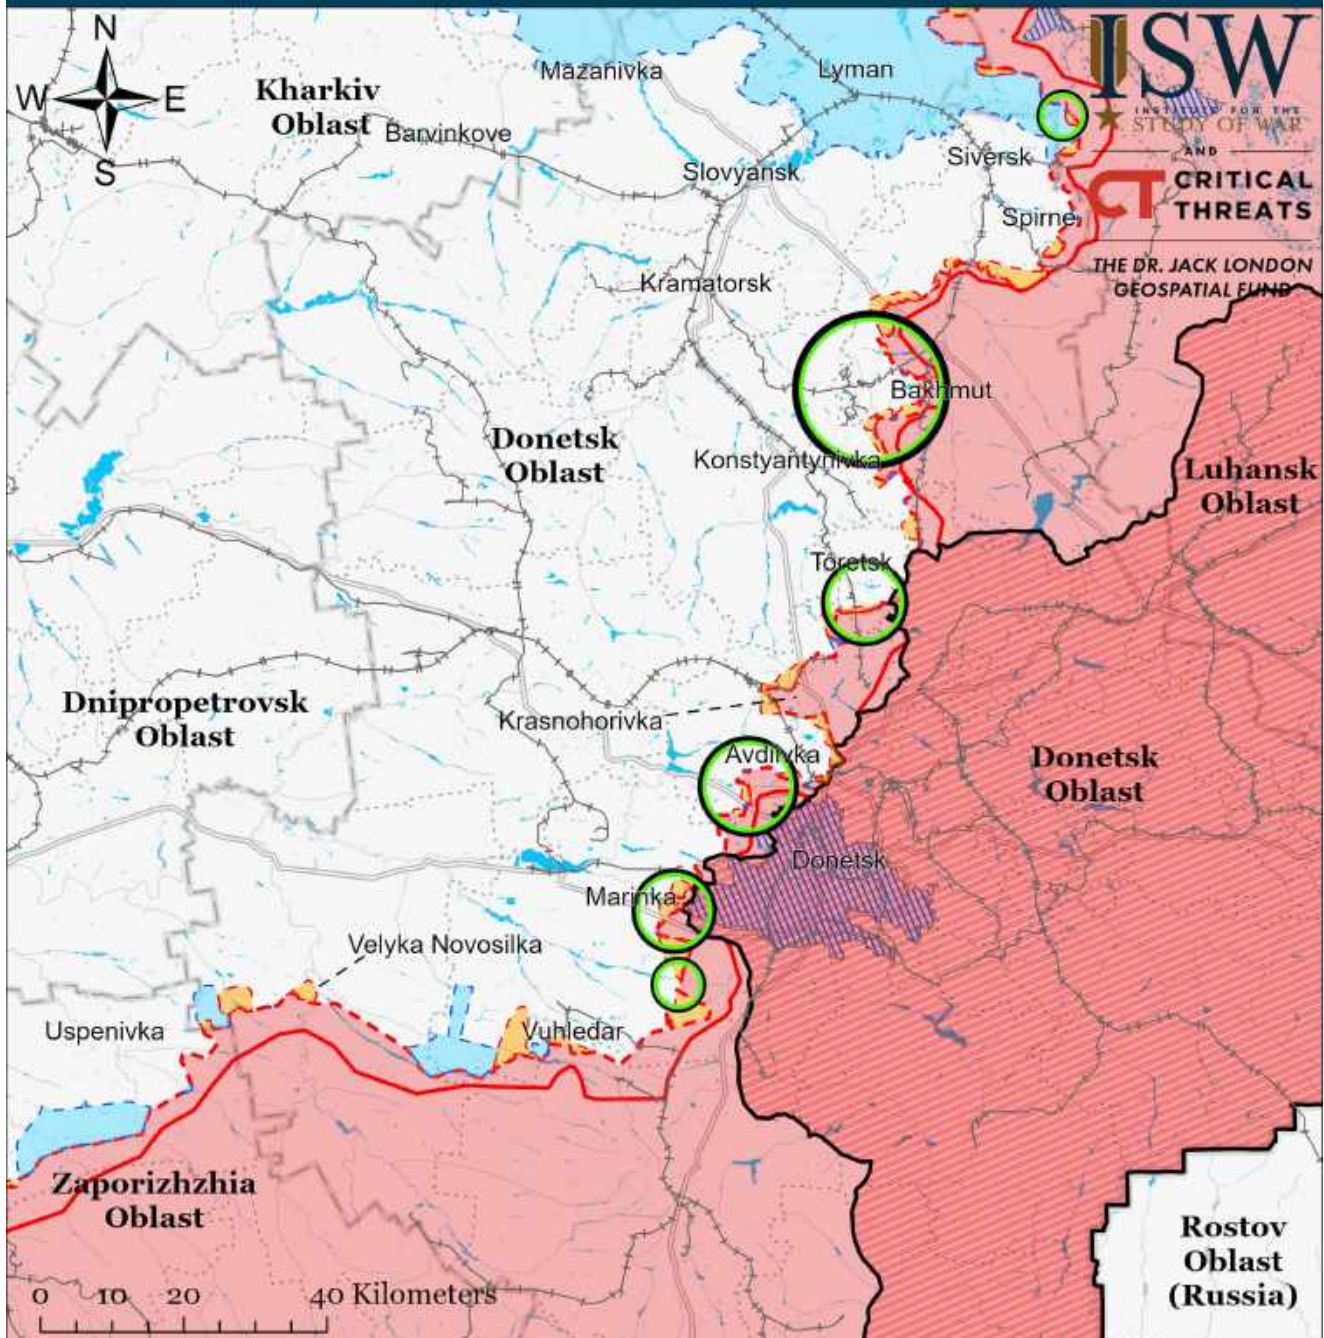 N
W
E
S
ISW
INSTITUTE FOR THE
STUDY OF WAR
AND
CT CRITICAL
THREATS
THE DR. JACK LONDON
GEOSPATIAL FUND
Kharkiv
Oblast
Barvinkove
Mazanivka
Lyman
Slovyansk
Siversk
Spirne
Kramatorsk
Bakhmut
Donetsk
Oblast
Konstyantynivka
Luhansk
Oblast
Toretsk
Dnipropetrovsk
Oblast
Krasnohorivka
Avdiivka
Donetsk
Oblast
Donetsk
Marinka
Velyka Novosilka
Uspenivka
Vuhledar
Zaporizhzhia
Oblast
Rostov
Oblast
(Russia)
0 10 20 40 Kilometers